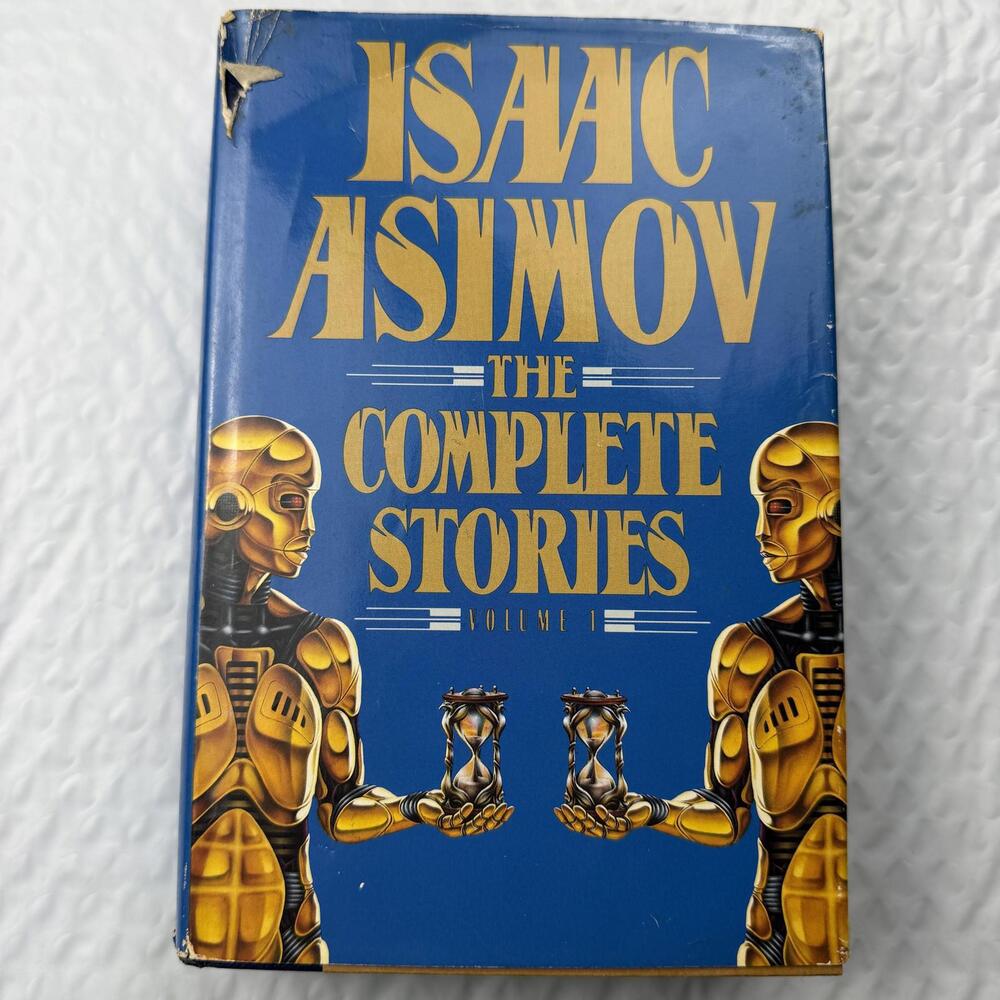 ISAAC
ASIMOV
THE
COMPLETE
STORIES
VOLUME 1